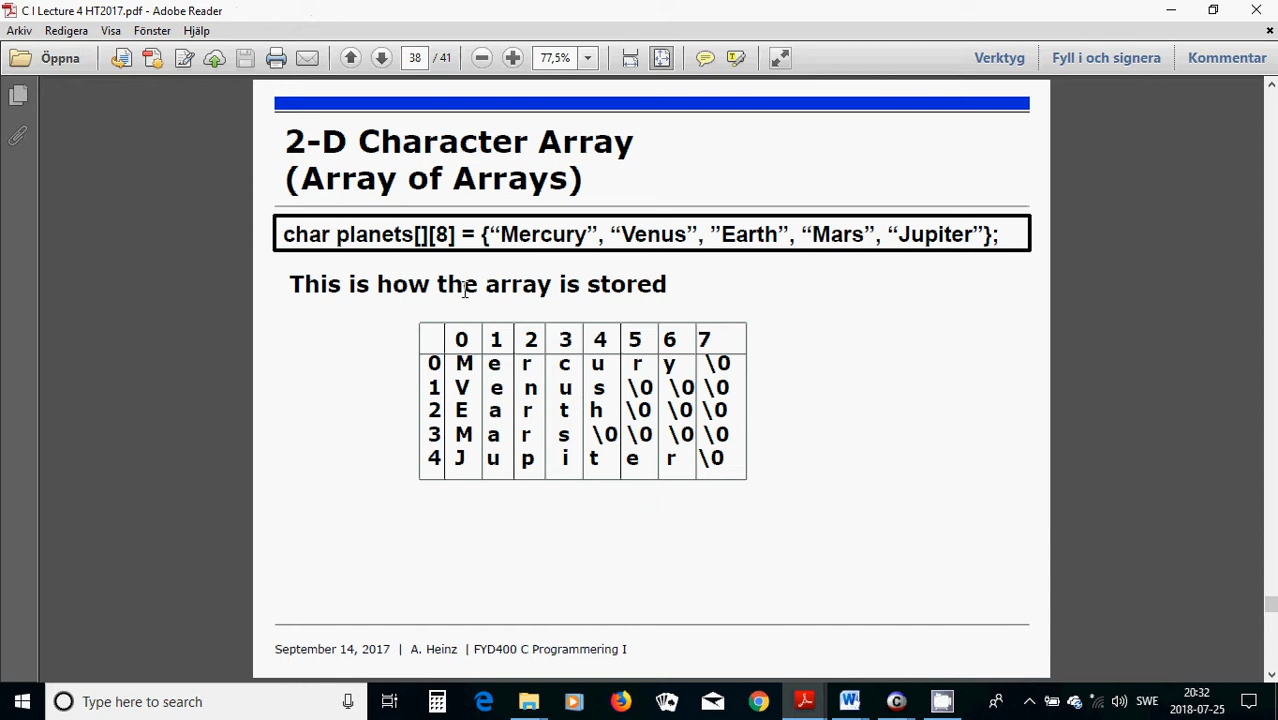 C I Lecture 4 HT2017.pdf - Adobe Reader
Arkiv Redigera Visa Fönster Hjälp
Öppna 38 / 41 77,5% Verktyg Fyll i och signera Kommentar
2-D Character Array
(Array of Arrays)
char planets[][8] = {“Mercury”, “Venus”, ”Earth”, “Mars”, “Jupiter”};
This is how the array is stored
0 1 2 3 4 5 6 7
0 M e r c u r y \0
1 V e n u s \0 \0 \0
2 E a r t h \0 \0 \0
3 M a r s \0 \0 \0 \0
4 J u p i t e r \0
September 14, 2017 | A. Heinz | FYD400 C Programmering I
Type here to search
SWE
20:32
2018-07-25